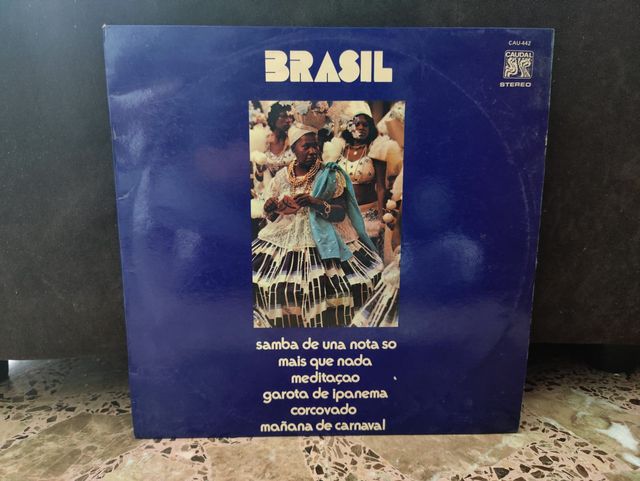 CAU-442
CAUDAL
STEREO
BRASIL
samba de una nota so
mais que nada
meditaçao
garota de ipanema
corcovado
mañana de carnaval